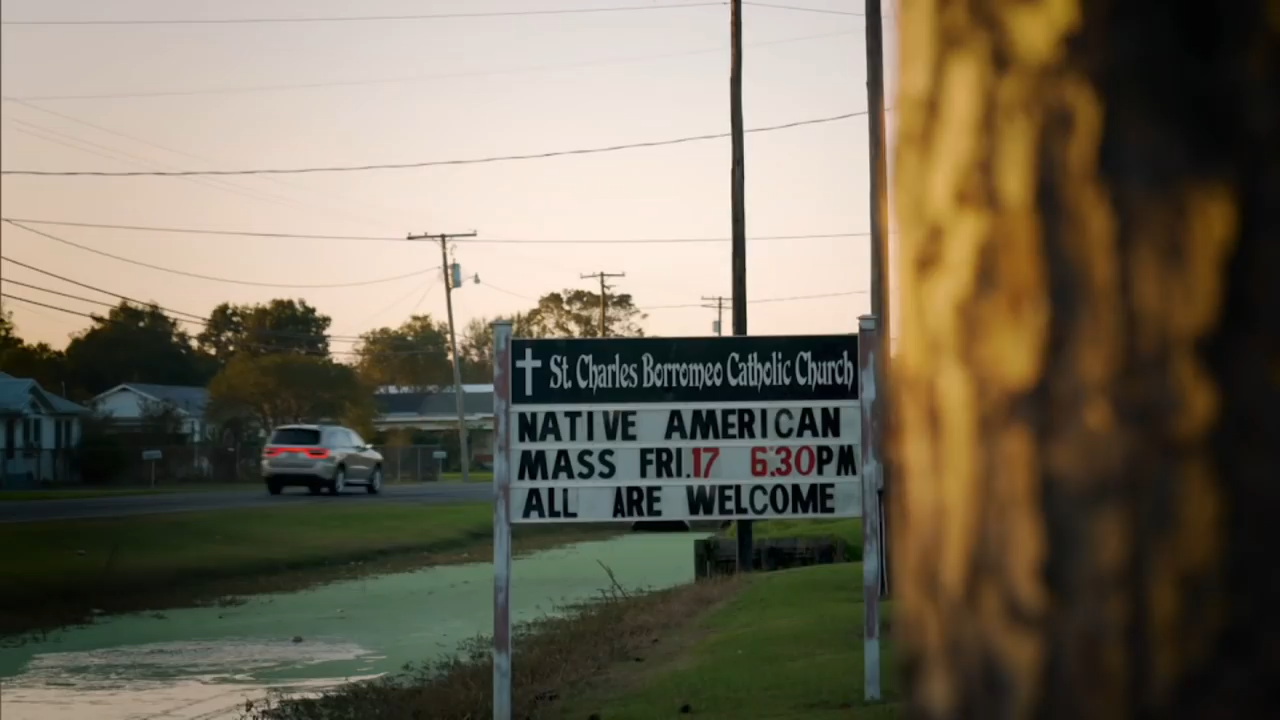 St. Charles Borromeo Catholic Church
NATIVE AMERICAN
MASS FRI.17 6.30PM
ALL ARE WELCOME